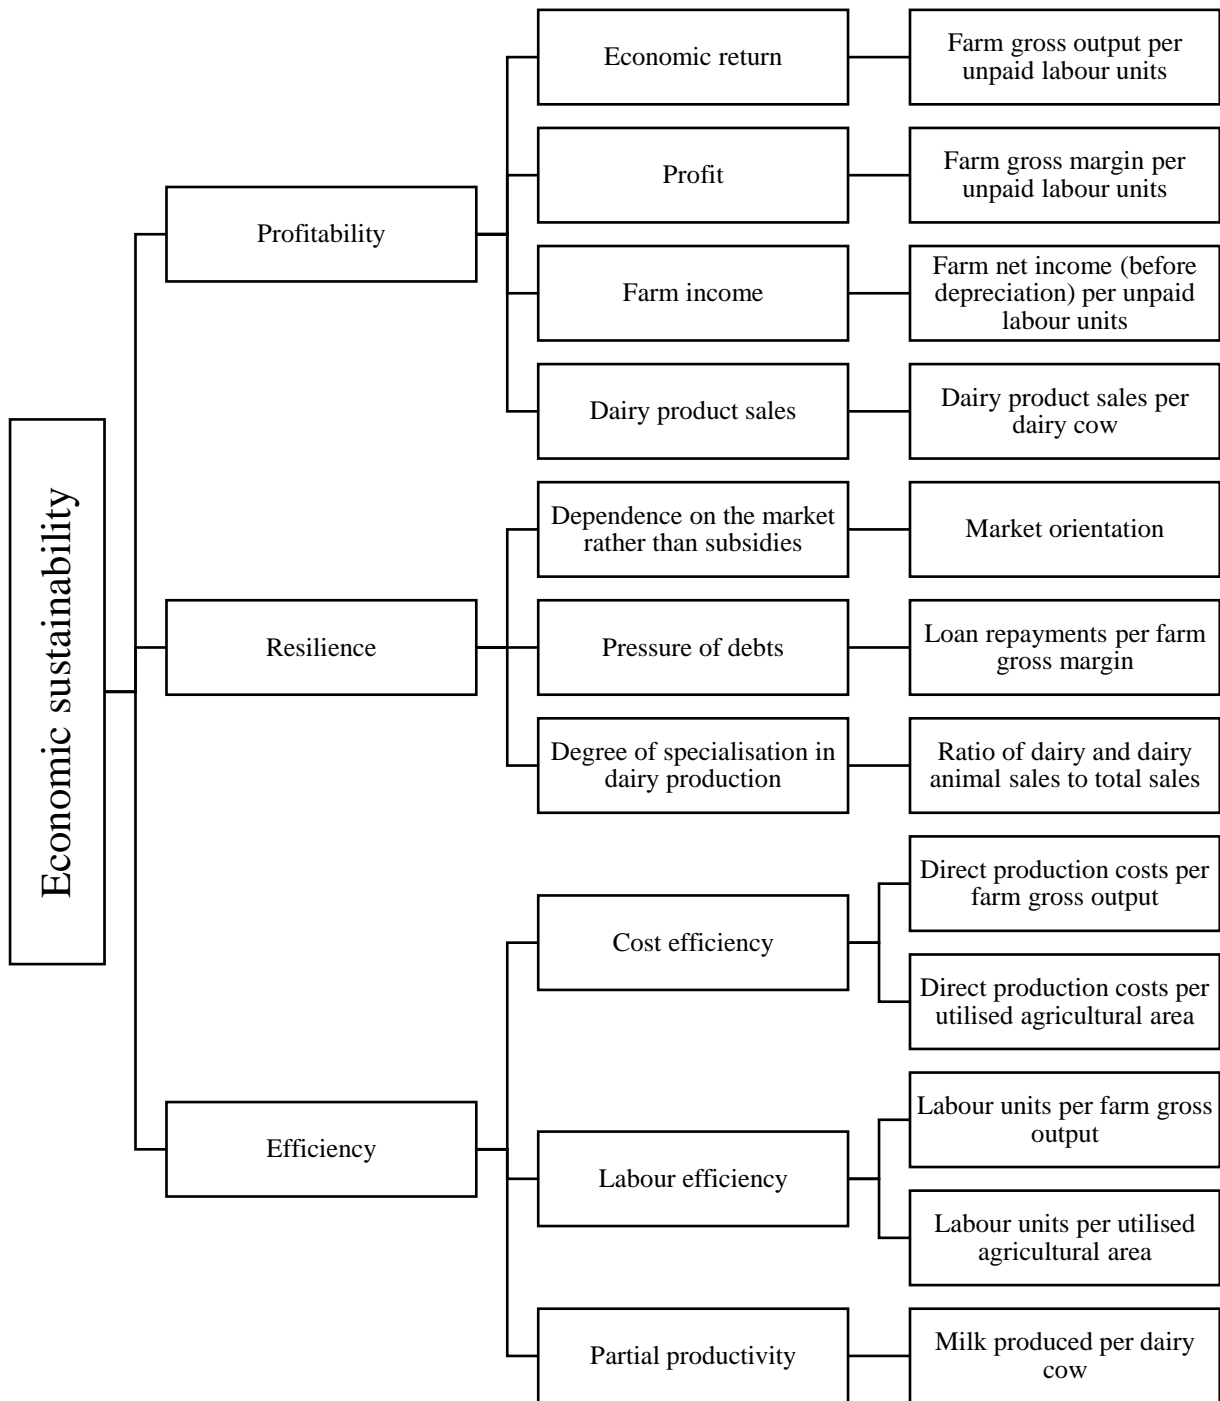 Economic sustainability
Profitability
Economic return
Farm gross output per
unpaid labour units
Profit
Farm gross margin per
unpaid labour units
Farm income
Farm net income (before
depreciation) per unpaid
labour units
Dairy product sales
Dairy product sales per
dairy cow
Resilience
Dependence on the market
rather than subsidies
Market orientation
Pressure of debts
Loan repayments per farm
gross margin
Degree of specialisation in
dairy production
Ratio of dairy and dairy
animal sales to total sales
Efficiency
Cost efficiency
Direct production costs per
farm gross output
Direct production costs per
utilised agricultural area
Labour efficiency
Labour units per farm gross
output
Labour units per utilised
agricultural area
Partial productivity
Milk produced per dairy
cow